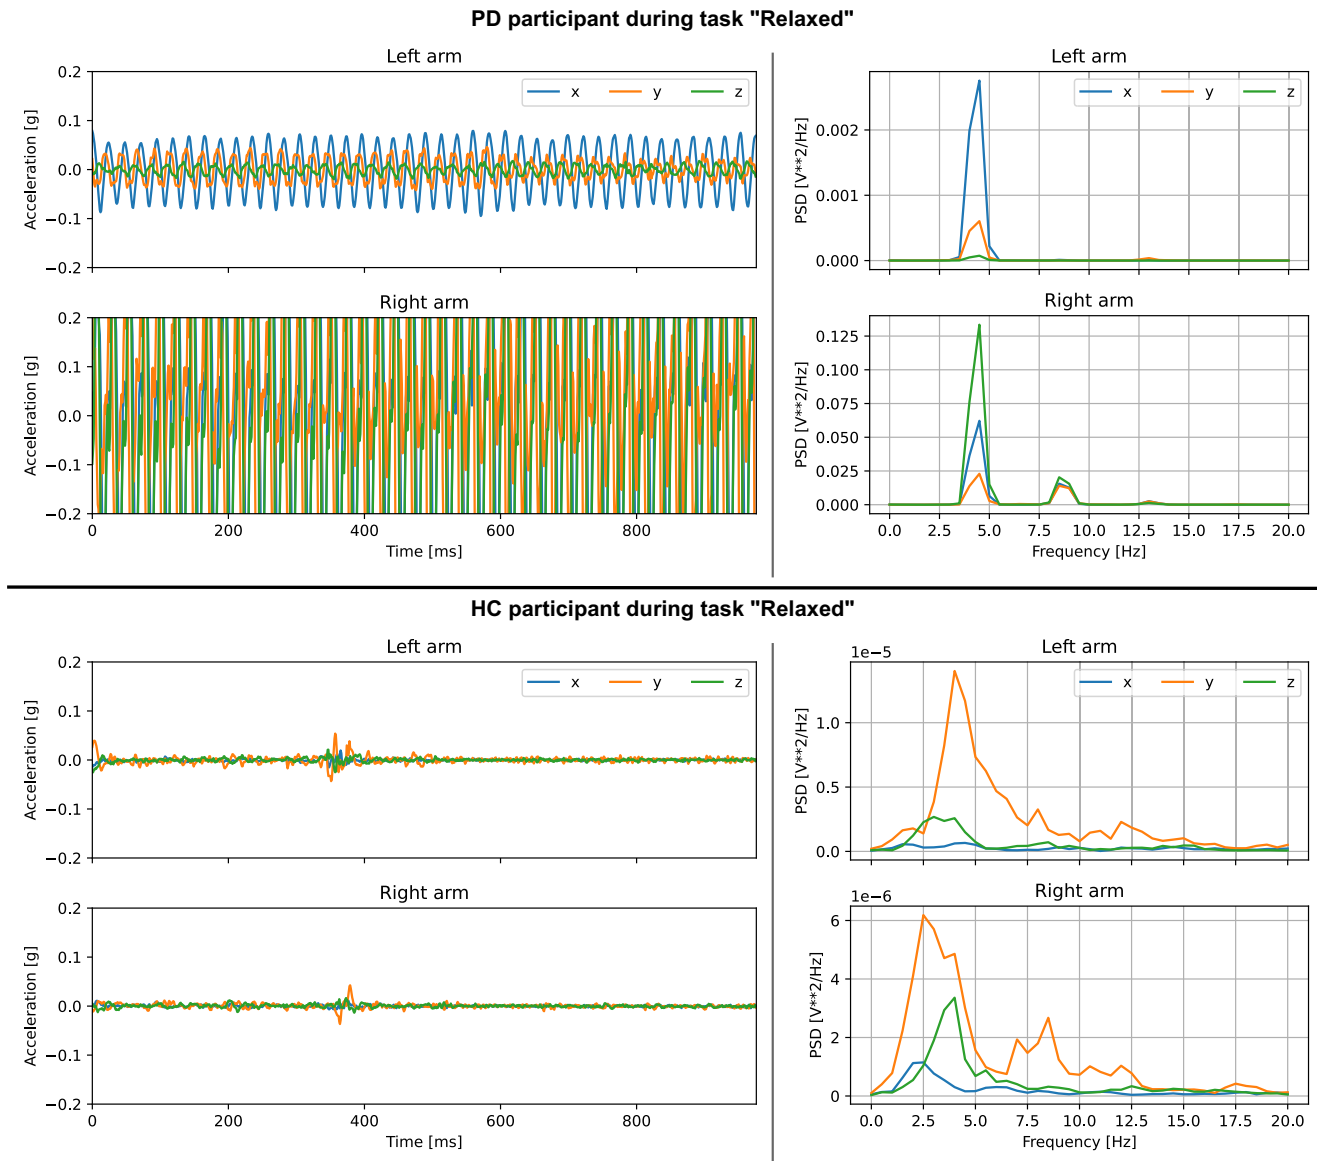 PD participant during task "Relaxed"
Left arm
0.2
0.1
0.0
−0.1
−0.2
Acceleration [g]
x y z
0 200 400 600 800
Right arm
0.2
0.1
0.0
−0.1
−0.2
Acceleration [g]
0 200 400 600 800
Time [ms]
Left arm
x y z
0.002
0.001
0.000
PSD [V**2/Hz]
Right arm
0.125
0.100
0.075
0.050
0.025
0.000
PSD [V**2/Hz]
0.0 2.5 5.0 7.5 10.0 12.5 15.0 17.5 20.0
Frequency [Hz]
HC participant during task "Relaxed"
Left arm
0.2
0.1
0.0
−0.1
−0.2
Acceleration [g]
x y z
Right arm
0.2
0.1
0.0
−0.1
−0.2
Acceleration [g]
0 200 400 600 800
Time [ms]
1e−5
Left arm
x y z
1.0
0.5
0.0
PSD [V**2/Hz]
1e−6
Right arm
6
4
2
0
PSD [V**2/Hz]
0.0 2.5 5.0 7.5 10.0 12.5 15.0 17.5 20.0
Frequency [Hz]